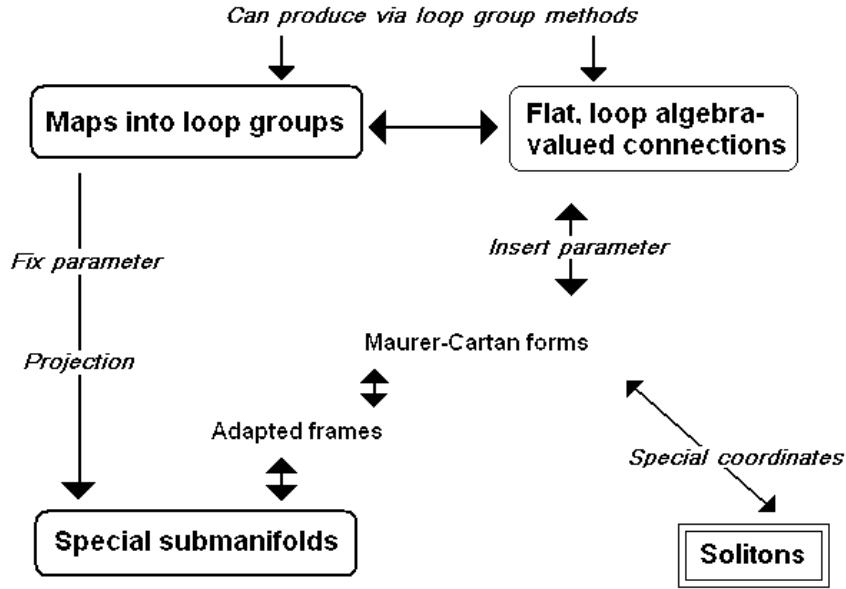 Can produce via loop group methods
Maps into loop groups
Flat, loop algebra-
valued connections
Fix parameter
Insert parameter
Projection
Maurer-Cartan forms
Adapted frames
Special coordinates
Special submanifolds
Solitons